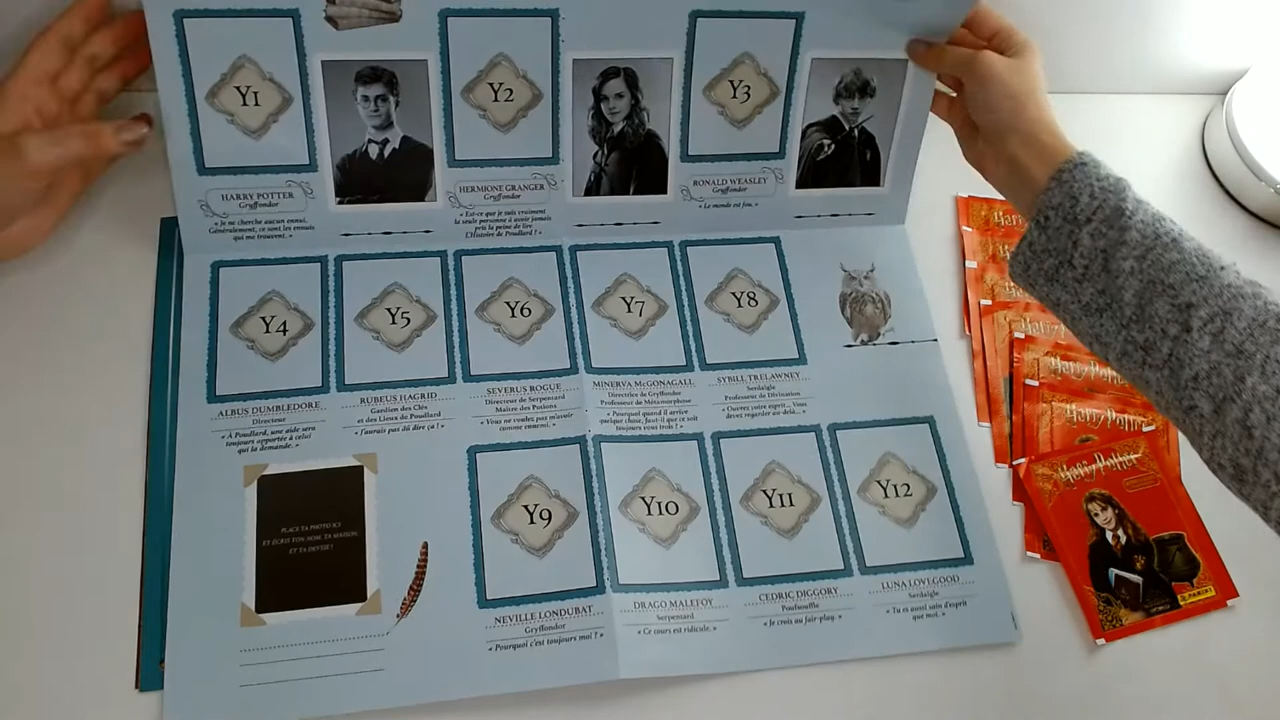 Y1
Y2
Y3
HARRY POTTER
Gryffondor
« Je ne cherche aucun ennui.
Généralement, ce sont les ennuis
qui me trouvent. »
HERMIONE GRANGER
Gryffondor
« Est-ce que je suis vraiment
la seule personne à avoir jamais
pris la peine de lire
L'Histoire de Poudlard ? »
RONALD WEASLEY
Gryffondor
« Le monde est fou. »
Y4
Y5
Y6
Y7
Y8
ALBUS DUMBLEDORE
Directeur
« À Poudlard, une aide sera
toujours apportée à celui
qui la demande. »
RUBEUS HAGRID
Gardien des Clés
et des Lieux de Poudlard
« J'aurais pas dû dire ça ! »
SEVERUS ROGUE
Directeur de Serpentard
Maître des Potions
« Vous ne voulez pas m'avoir
comme ennemi. »
MINERVA McGONAGALL
Directrice de Gryffondor
Professeur de Métamorphose
« Pourquoi quand il arrive
quelque chose, faut-il que ce soit
toujours vous trois ? »
SYBILL TRELAWNEY
Serdaigle
Professeur de Divination
« Ouvrez votre esprit... Vous
devez regarder au-delà... »
PLACE TA PHOTO ICI
ET ÉCRIS TON NOM, TA MAISON
ET TA DEVISE !
Y9
Y10
Y11
Y12
NEVILLE LONDUBAT
Gryffondor
« Pourquoi c'est toujours moi ? »
DRAGO MALEFOY
Serpentard
« Ce cours est ridicule. »
CEDRIC DIGGORY
Poufsouffle
« Je crois au fair-play. »
LUNA LOVEGOOD
Serdaigle
« Tu es aussi sain d'esprit
que moi. »
Harry Potter
Harry Potter
Harry Potter
Harry Potter
PANINI